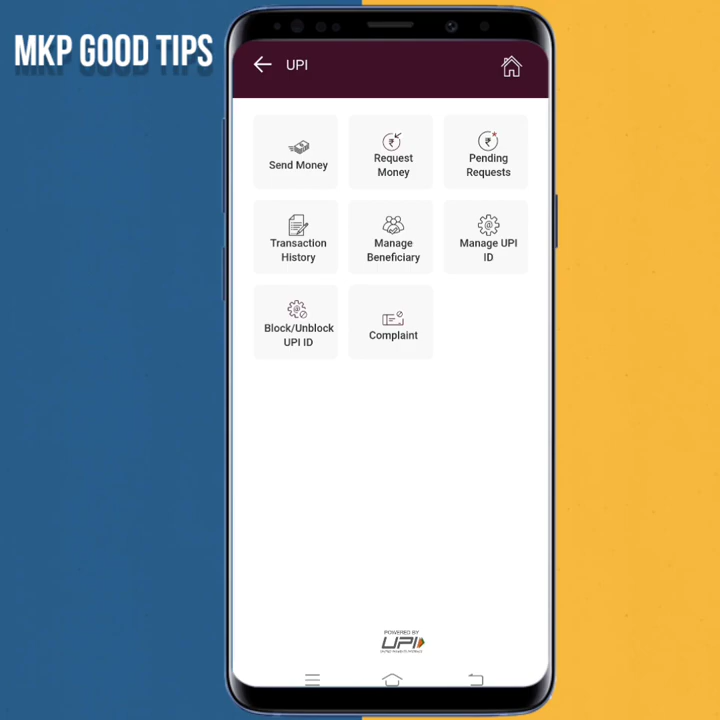 MKP GOOD TIPS
UPI
Send Money
Request
Money
Pending
Requests
Transaction
History
Manage
Beneficiary
Manage UPI
ID
Block/Unblock
UPI ID
Complaint
POWERED BY
UPI